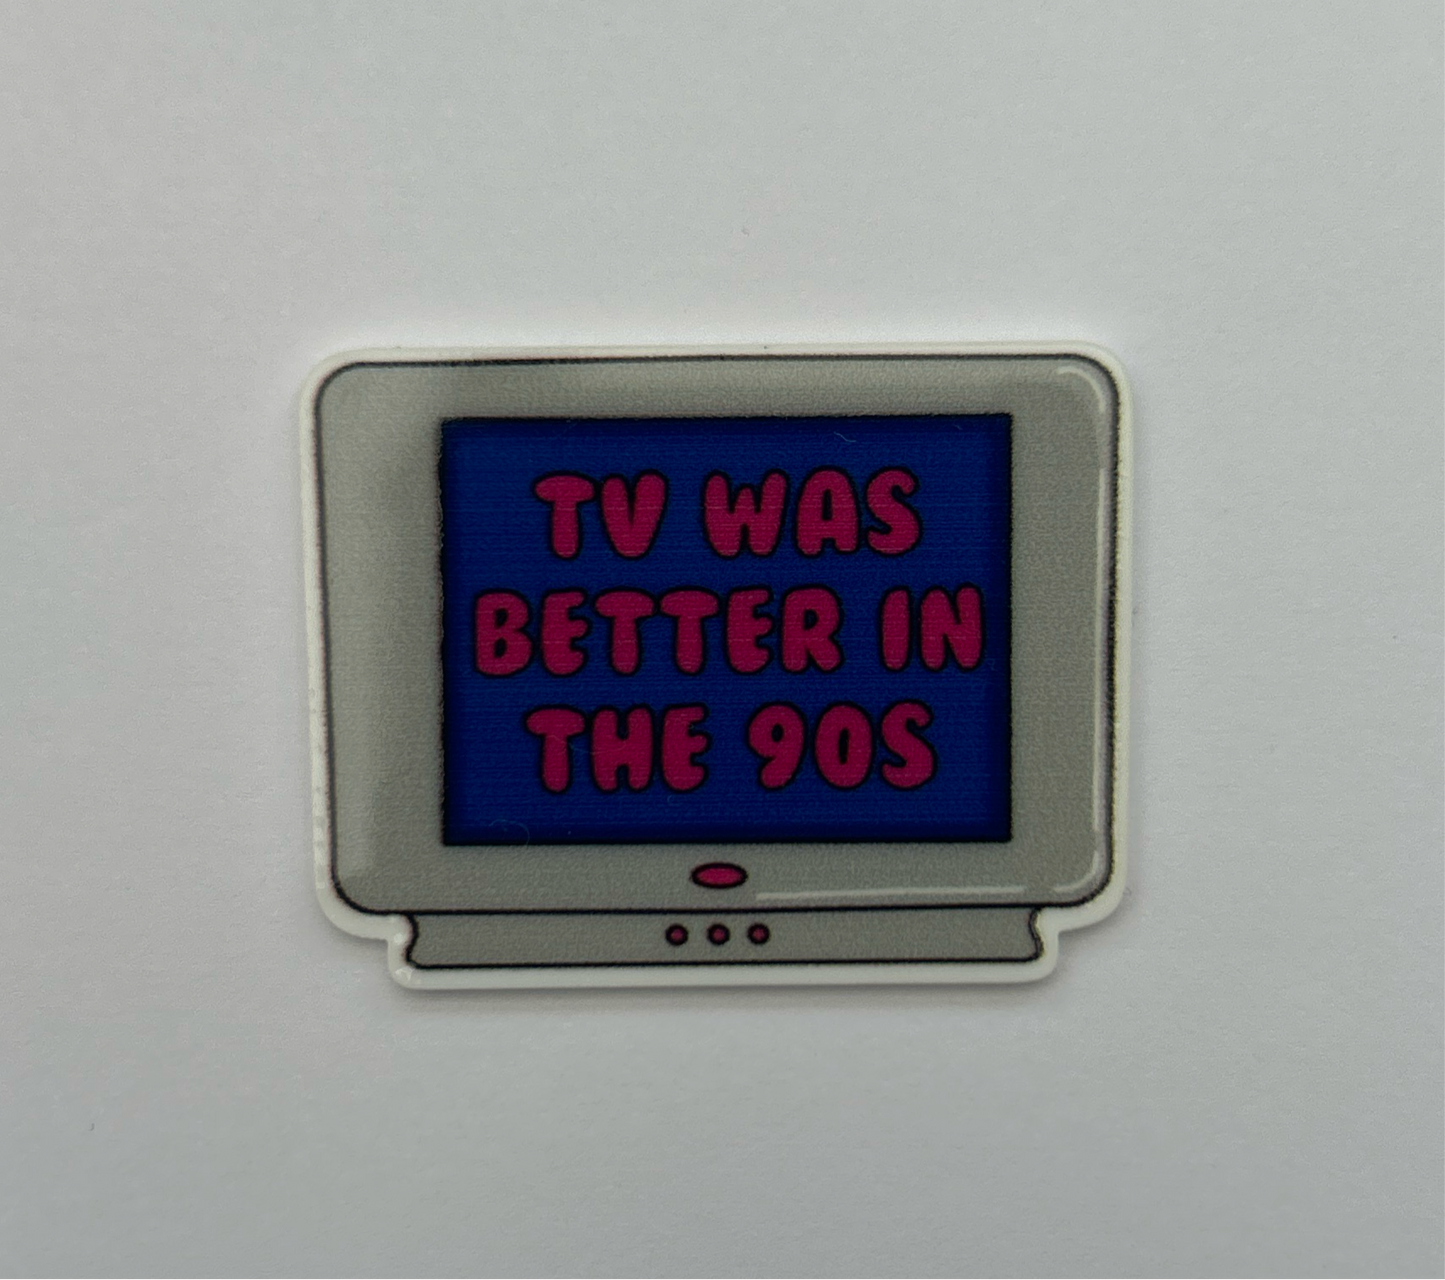 TV WAS
BETTER IN
THE 90S